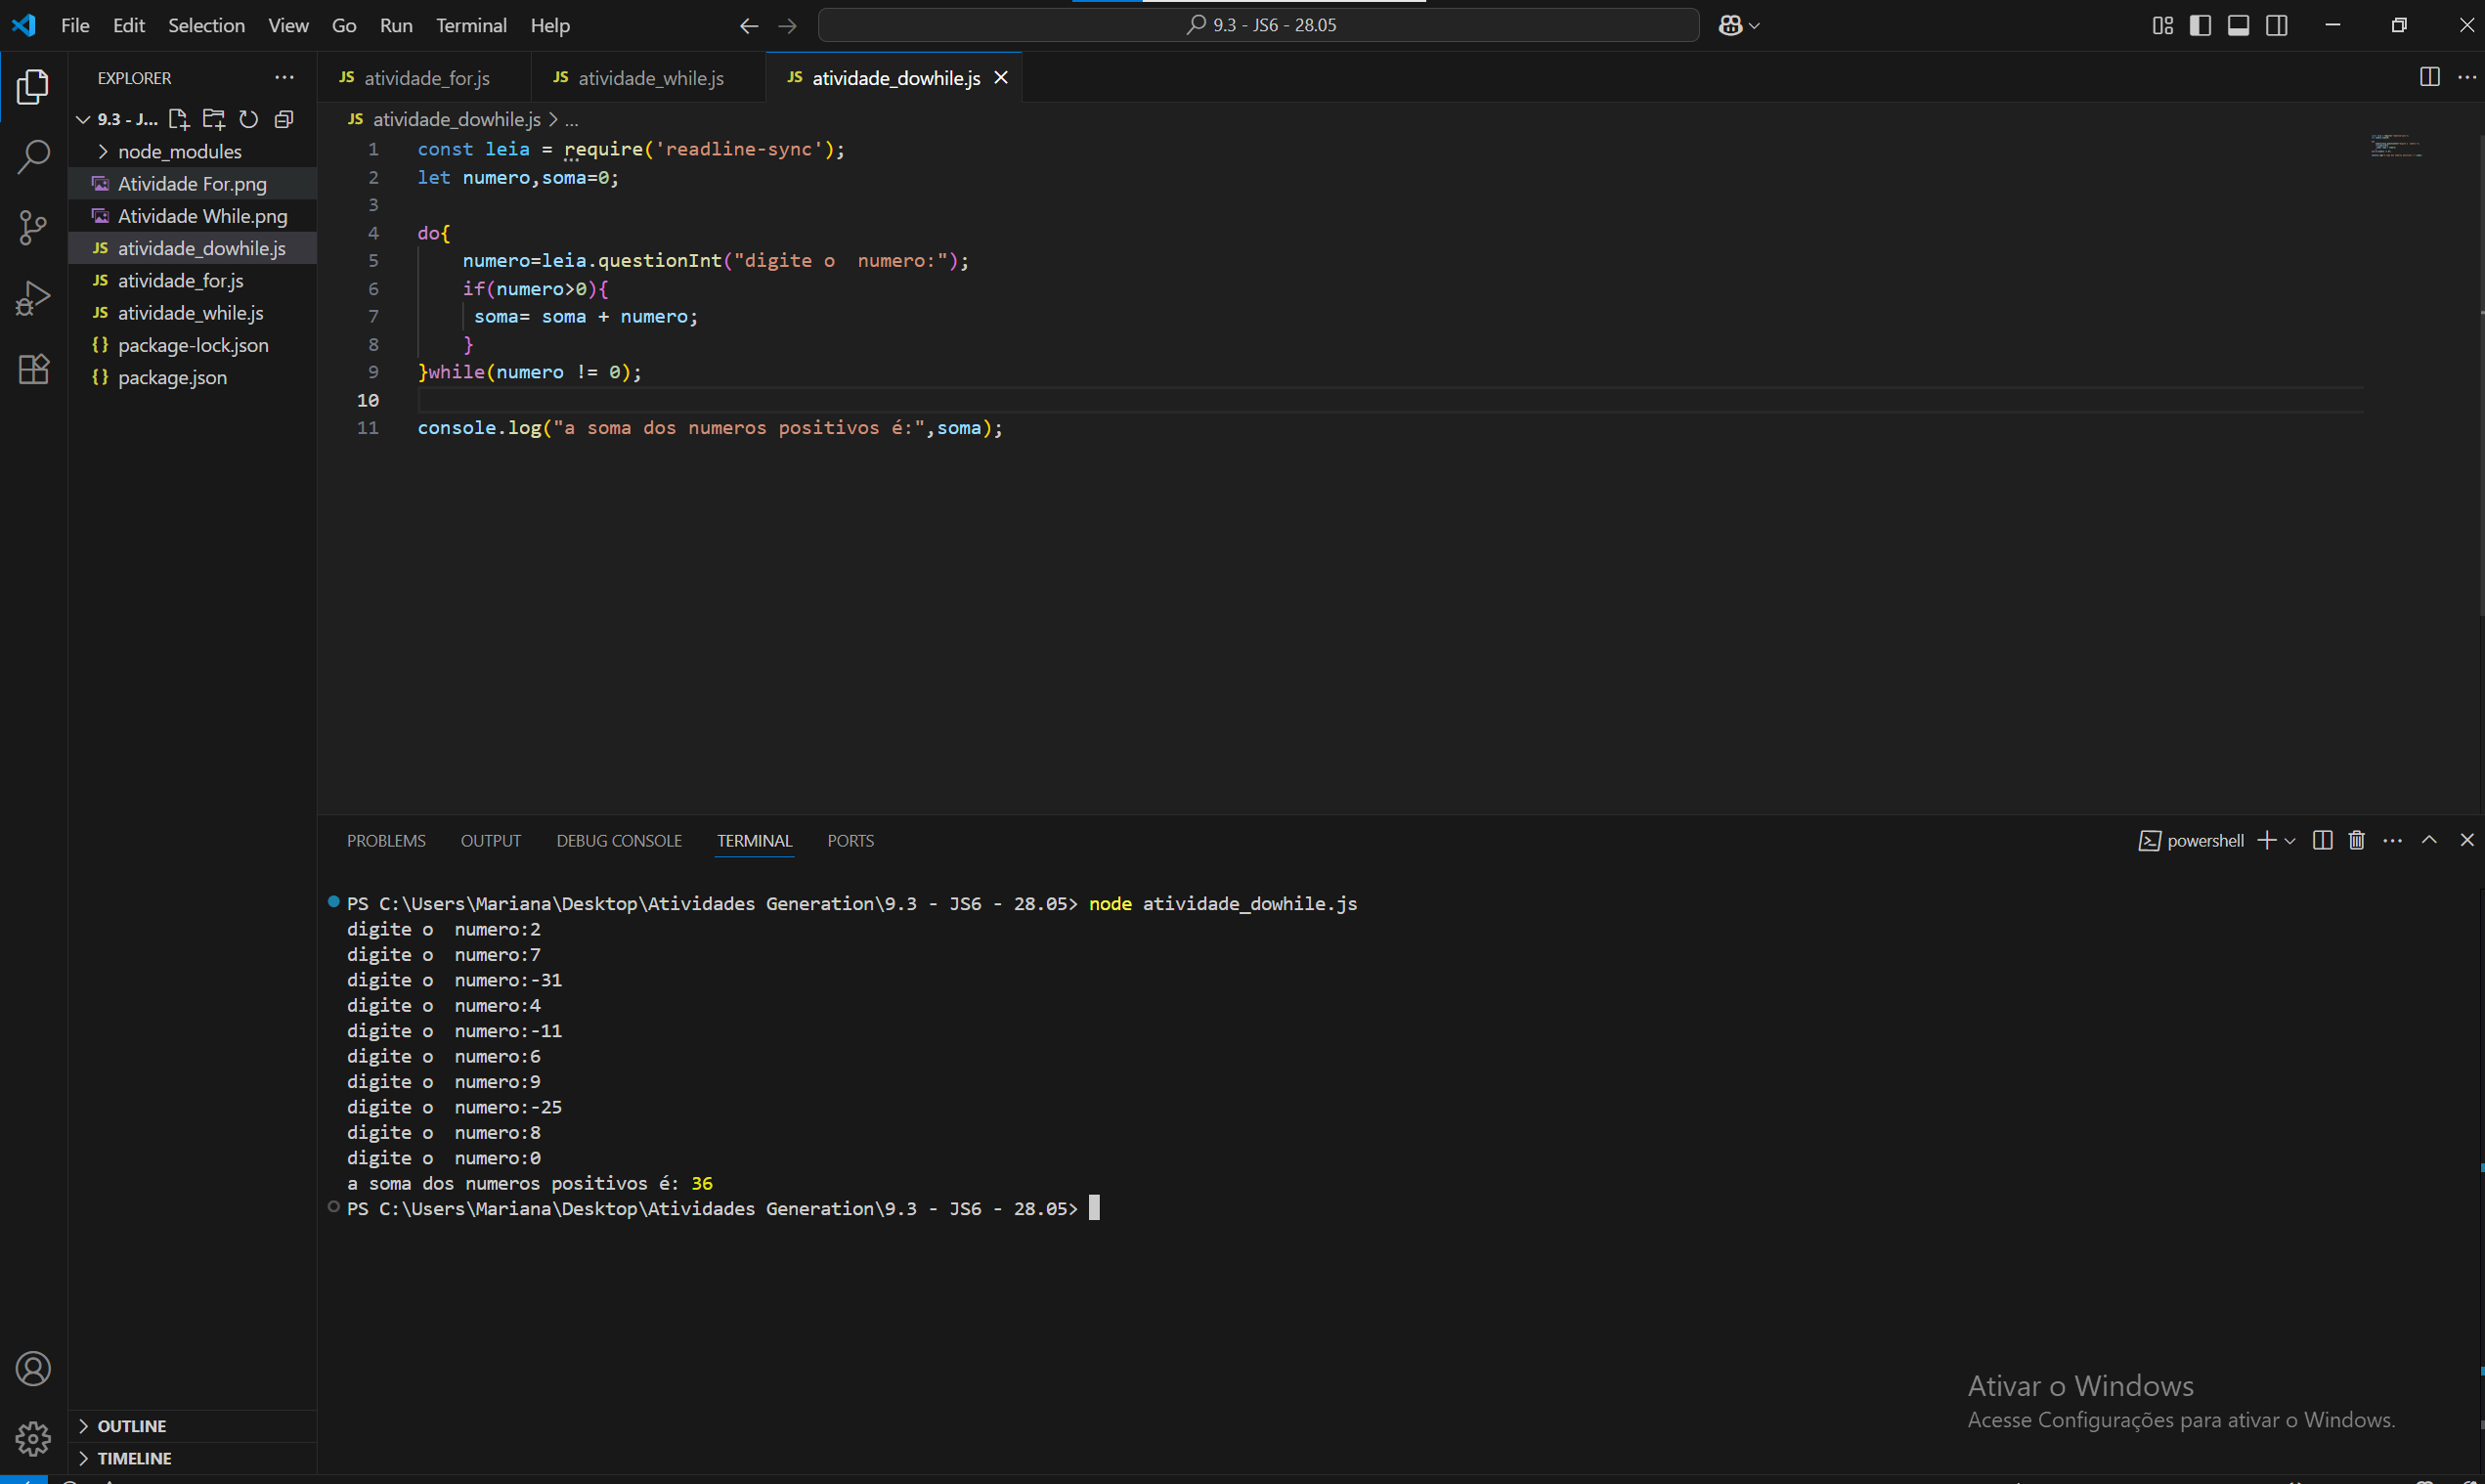 File Edit Selection View Go Run Terminal Help
9.3 - JS6 - 28.05
EXPLORER
9.3 - J...
node_modules
Atividade For.png
Atividade While.png
JS atividade_dowhile.js
JS atividade_for.js
JS atividade_while.js
{} package-lock.json
{} package.json
OUTLINE
TIMELINE
JS atividade_for.js
JS atividade_while.js
JS atividade_dowhile.js
JS atividade_dowhile.js > ...
1 const leia = require('readline-sync');
2 let numero,soma=0;
3
4 do{
5     numero=leia.questionInt("digite o  numero:");
6     if(numero>0){
7      soma= soma + numero;
8     }
9 }while(numero != 0);
10
11 console.log("a soma dos numeros positivos é:",soma);
PROBLEMS OUTPUT DEBUG CONSOLE TERMINAL PORTS
powershell
PS C:\Users\Mariana\Desktop\Atividades Generation\9.3 - JS6 - 28.05> node atividade_dowhile.js
digite o  numero:2
digite o  numero:7
digite o  numero:-31
digite o  numero:4
digite o  numero:-11
digite o  numero:6
digite o  numero:9
digite o  numero:-25
digite o  numero:8
digite o  numero:0
a soma dos numeros positivos é: 36
PS C:\Users\Mariana\Desktop\Atividades Generation\9.3 - JS6 - 28.05>
Ativar o Windows
Acesse Configurações para ativar o Windows.